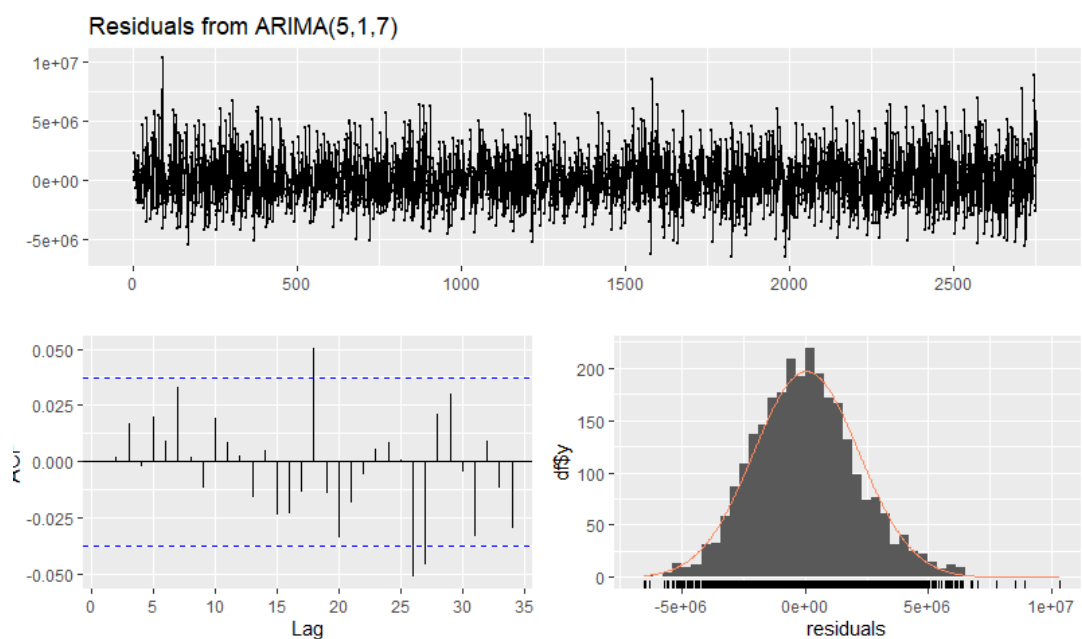 Residuals from ARIMA(5,1,7)
1e+07
5e+06
0e+00
-5e+06
0 500 1000 1500 2000 2500
0.050
0.025
0.000
-0.025
-0.050
ACF
0 5 10 15 20 25 30 35
Lag
200
150
100
50
0
df$y
-5e+06 0e+00 5e+06 1e+07
residuals